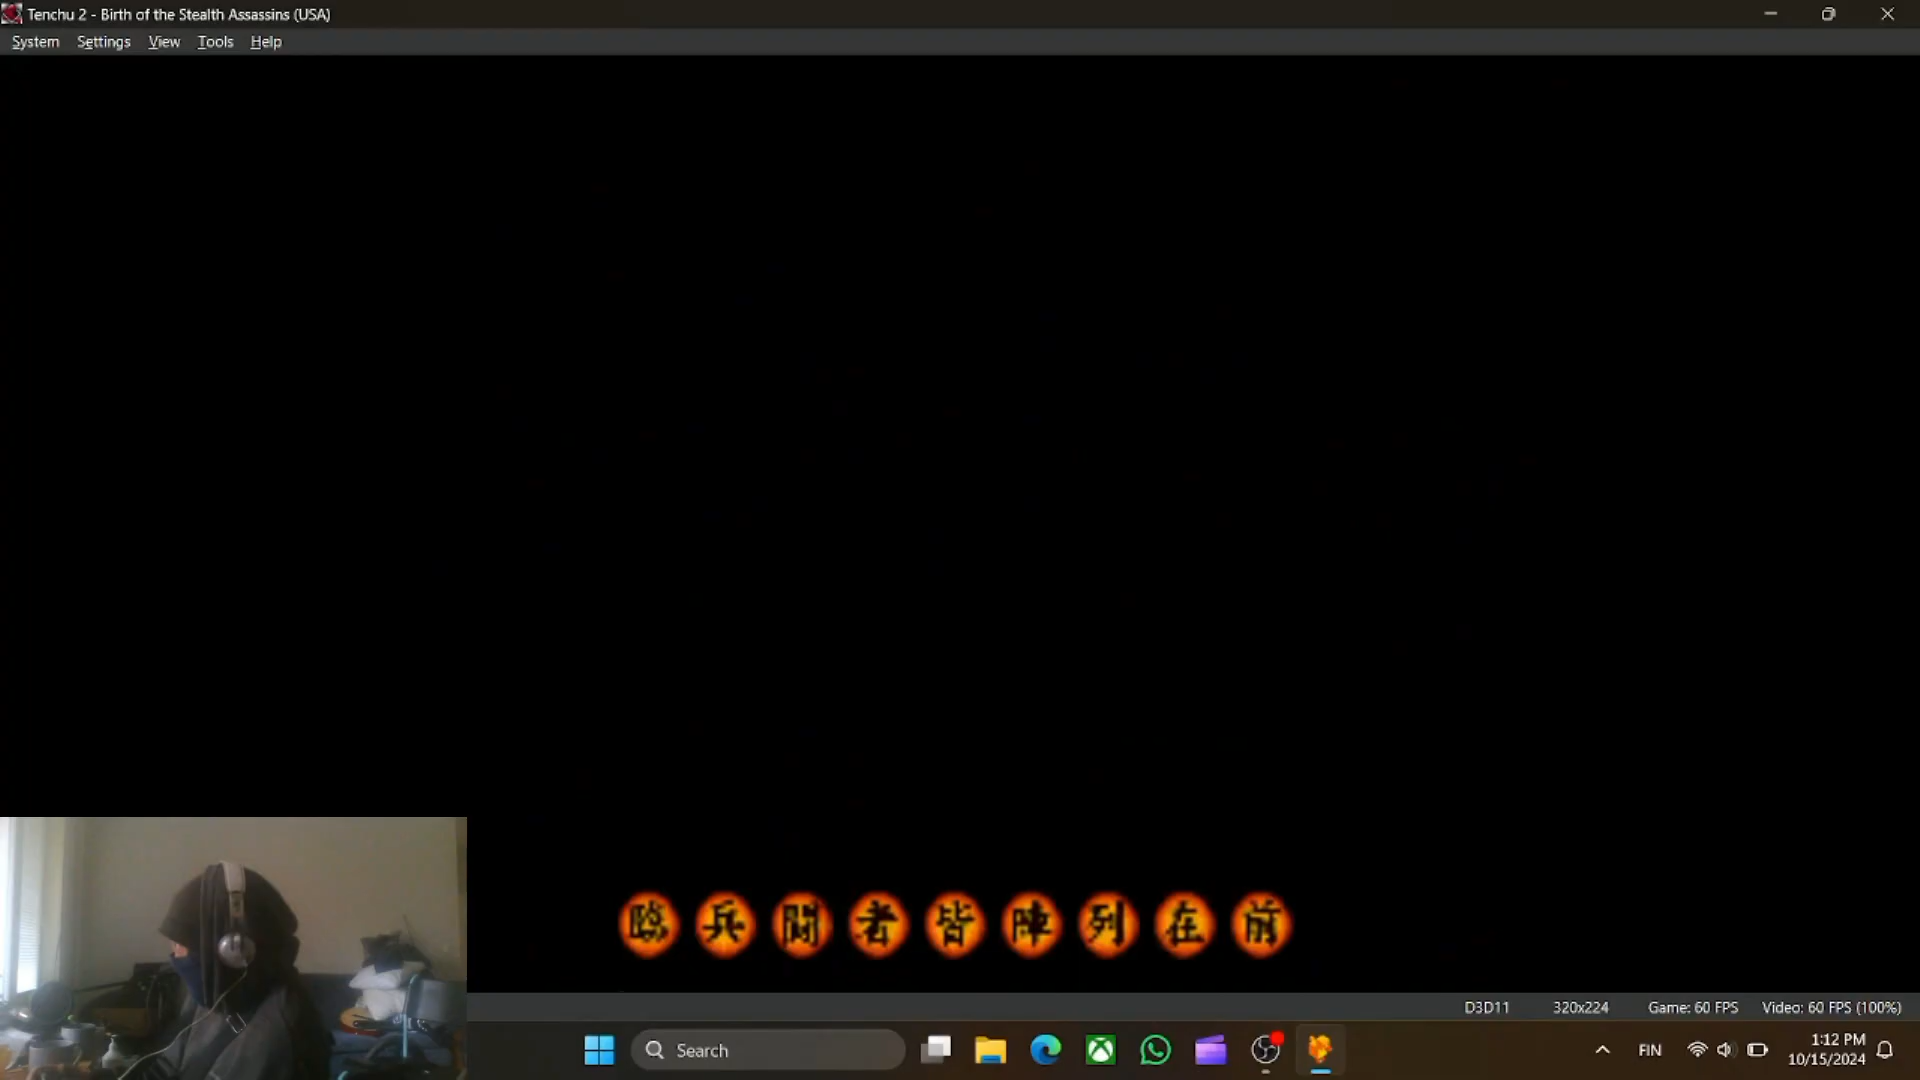 Tenchu 2 - Birth of the Stealth Assassins (USA)
System Settings View Tools Help
臨 兵 闘 者 皆 陣 列 在 前
D3D11 320x224 Game: 60 FPS Video: 60 FPS (100%)
Search
FIN
1:12 PM
10/15/2024